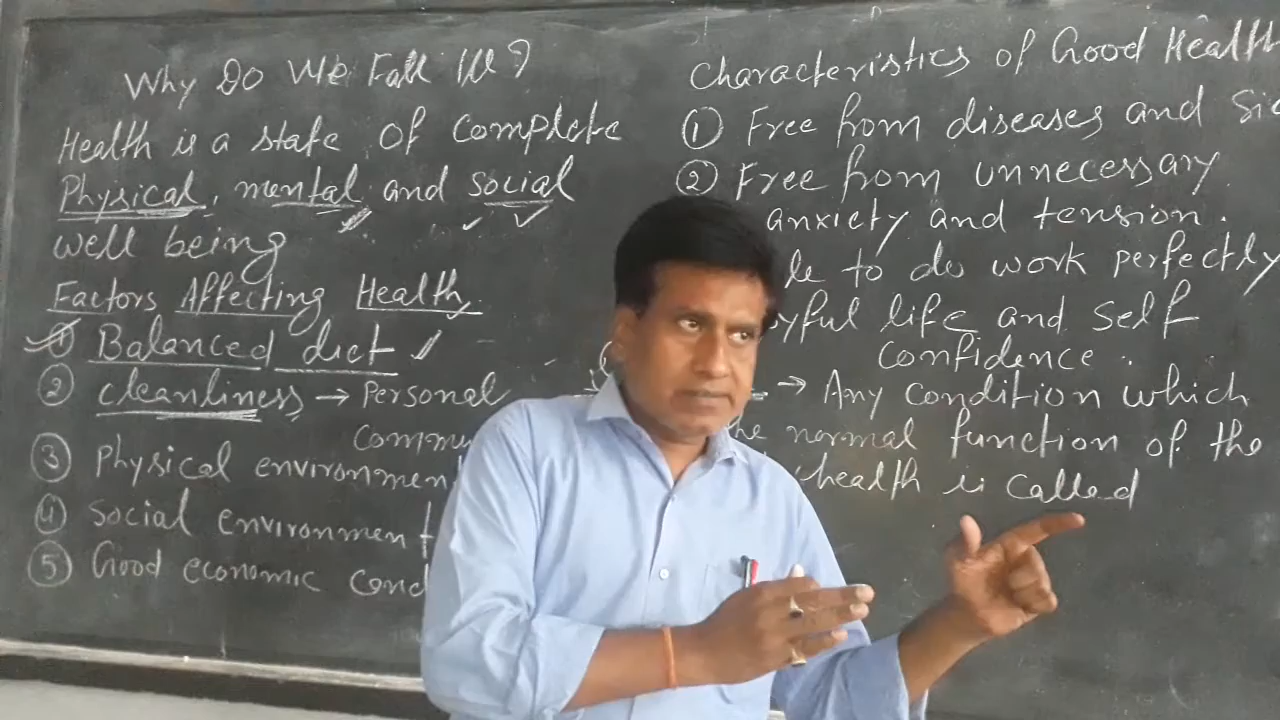 Why Do We Fall Ill?
Health is a state of complete
Physical, mental and social
well being
Factors Affecting Health
① Balanced diet
② cleanliness → Personal
③ Physical environment
④ Social environment
⑤ Good economic
Characteristics of Good Health
① Free from diseases and
② Free from unnecessary
anxiety and tension.
to do work perfectly
life and self
confidence.
→ Any condition which
the normal function of the
health is called